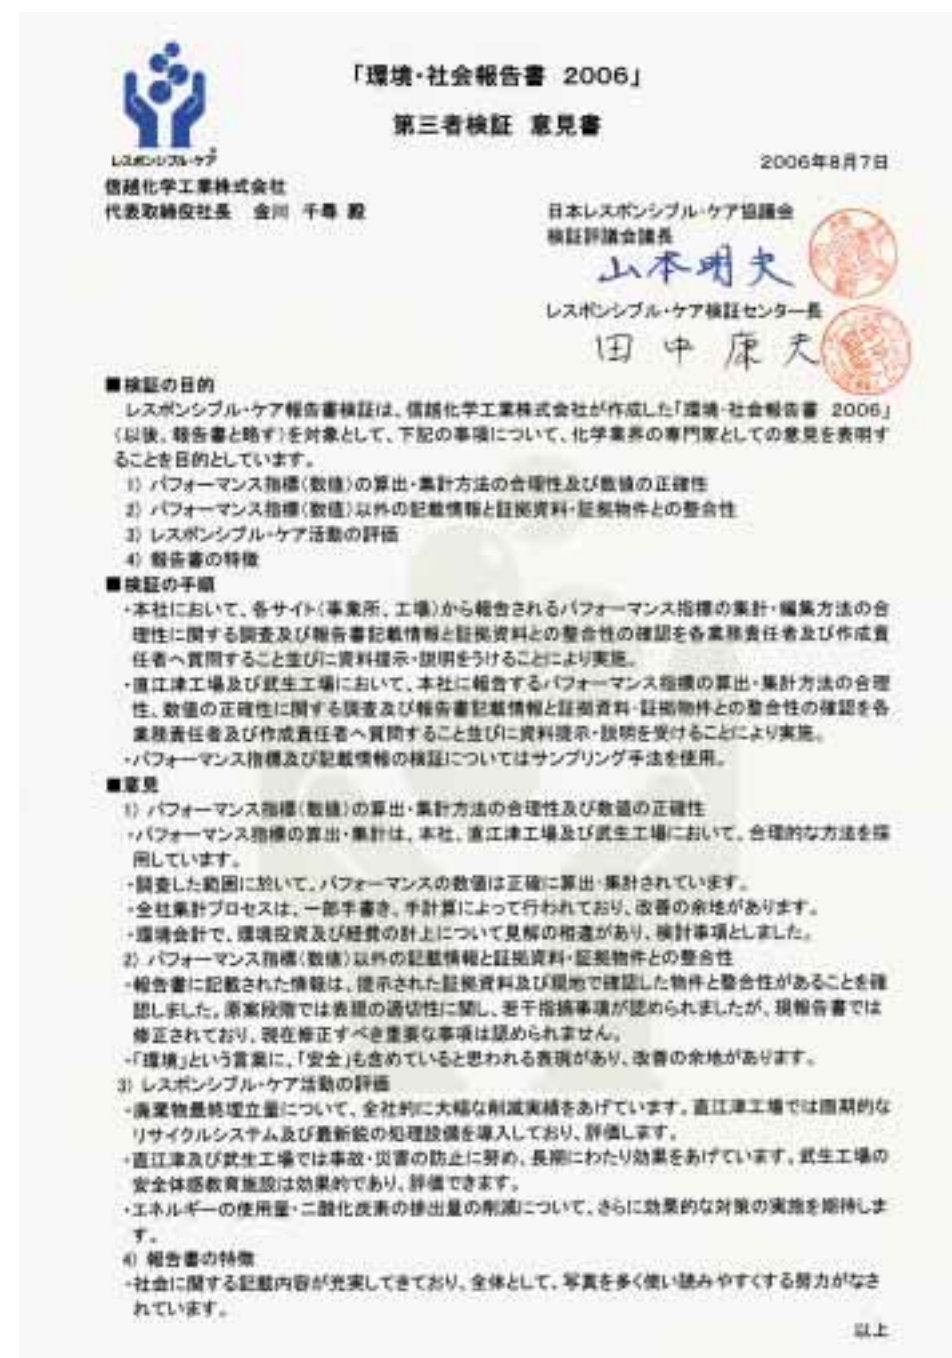 「環境・社会報告書 2006」
第三者検証 意見書
レスポンシブル・ケア
2006年8月7日
信越化学工業株式会社
代表取締役社長 金川 千尋 殿
日本レスポンシブル・ケア協議会
検証評議会議長
山本明夫
レスポンシブル・ケア検証センター長
田中康夫
■検証の目的
レスポンシブル・ケア報告書検証は、信越化学工業株式会社が作成した「環境・社会報告書 2006」
(以後、報告書と略す)を対象として、下記の事項について、化学業界の専門家としての意見を表明す
ることを目的としています。
1) パフォーマンス指標(数値)の算出・集計方法の合理性及び数値の正確性
2) パフォーマンス指標(数値)以外の記載情報と証拠資料・証拠物件との整合性
3) レスポンシブル・ケア活動の評価
4) 報告書の特徴
■検証の手順
・本社において、各サイト(事業所、工場)から報告されるパフォーマンス指標の集計・編集方法の合
理性に関する調査及び報告書記載情報と証拠資料との整合性の確認を各業務責任者及び作成責
任者へ質問すること並びに資料提示・説明をうけることにより実施。
・直江津工場及び武生工場において、本社に報告するパフォーマンス指標の算出・集計方法の合理
性、数値の正確性に関する調査及び報告書記載情報と証拠資料・証拠物件との整合性の確認を各
業務責任者及び作成責任者へ質問すること並びに資料提示・説明を受けることにより実施。
・パフォーマンス指標及び記載情報の検証についてはサンプリング手法を使用。
■意見
1) パフォーマンス指標(数値)の算出・集計方法の合理性及び数値の正確性
・パフォーマンス指標の算出・集計は、本社、直江津工場及び武生工場において、合理的な方法を採
用しています。
・調査した範囲に於いて、パフォーマンスの数値は正確に算出・集計されています。
・全社集計プロセスは、一部手書き、手計算によって行われており、改善の余地があります。
・環境会計で、環境投資及び経費の計上について見解の相違があり、検討事項としました。
2) パフォーマンス指標(数値)以外の記載情報と証拠資料・証拠物件との整合性
・報告書に記載された情報は、提示された証拠資料及び現地で確認した物件と整合性があることを確
認しました。原案段階では表現の適切性に関し、若干指摘事項が認められましたが、現報告書では
修正されており、現在修正すべき重要な事項は認められません。
・「環境」という言葉に、「安全」も含めていると思われる表現があり、改善の余地があります。
3) レスポンシブル・ケア活動の評価
・廃棄物最終埋立量について、全社的に大幅な削減実績をあげています。直江津工場では画期的な
リサイクルシステム及び最新鋭の処理設備を導入しており、評価します。
・直江津及び武生工場では事故・災害の防止に努め、長期にわたり効果をあげています。武生工場の
安全体感教育施設は効果的であり、評価できます。
・エネルギーの使用量・二酸化炭素の排出量の削減について、さらに効果的な対策の実施を期待しま
す。
4) 報告書の特徴
・社会に関する記載内容が充実してきており、全体として、写真を多く使い読みやすくする努力がなさ
れています。
以上